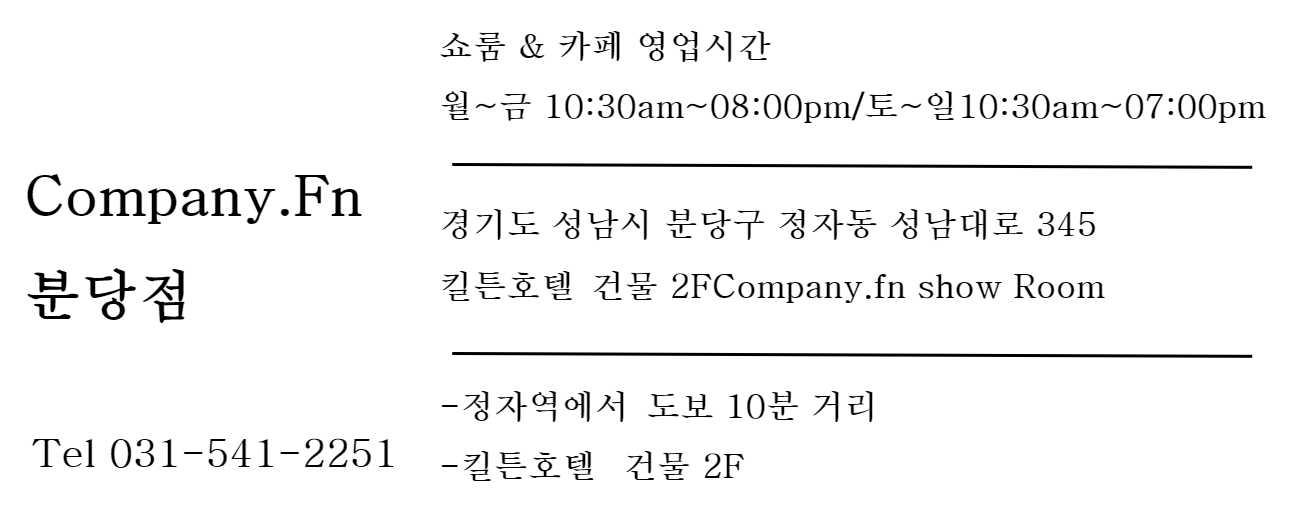 Company.Fn
분당점
Tel 031-541-2251
쇼룸 & 카페 영업시간
월~금 10:30am~08:00pm/토~일10:30am~07:00pm
경기도 성남시 분당구 정자동 성남대로 345
킬튼호텔 건물 2FCompany.fn show Room
-정자역에서 도보 10분 거리
-킬튼호텔 건물 2F